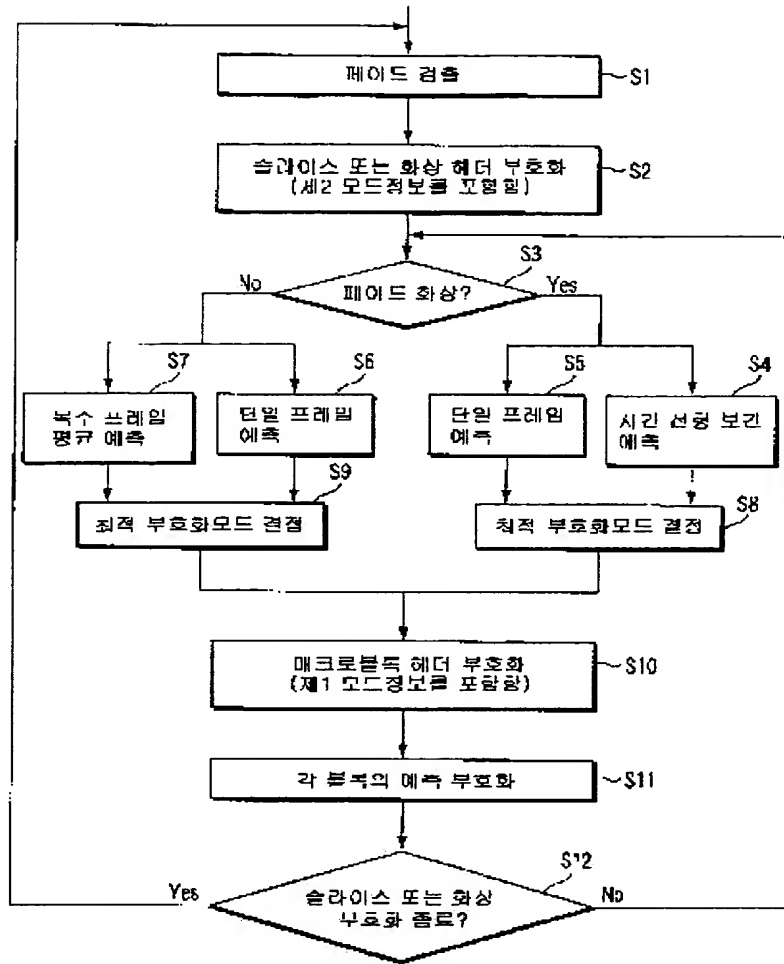 페이드 검출
S1
슬라이스 또는 화상 헤더 부호화
(제2 모드정보를 포함함)
S2
S3
No
페이드 화상?
Yes
S7
S6
S5
S4
복수 프레임
평균 예측
단일 프레임
예측
단일 프레임
예측
시간 선형 보간
예측
S9
최적 부호화모드 결정
최적 부호화모드 결정
S8
매크로블록 헤더 부호화
(제1 모드정보를 포함함)
S10
각 블록의 예측 부호화
S11
S12
Yes
슬라이스 또는 화상
부호화 종료?
No